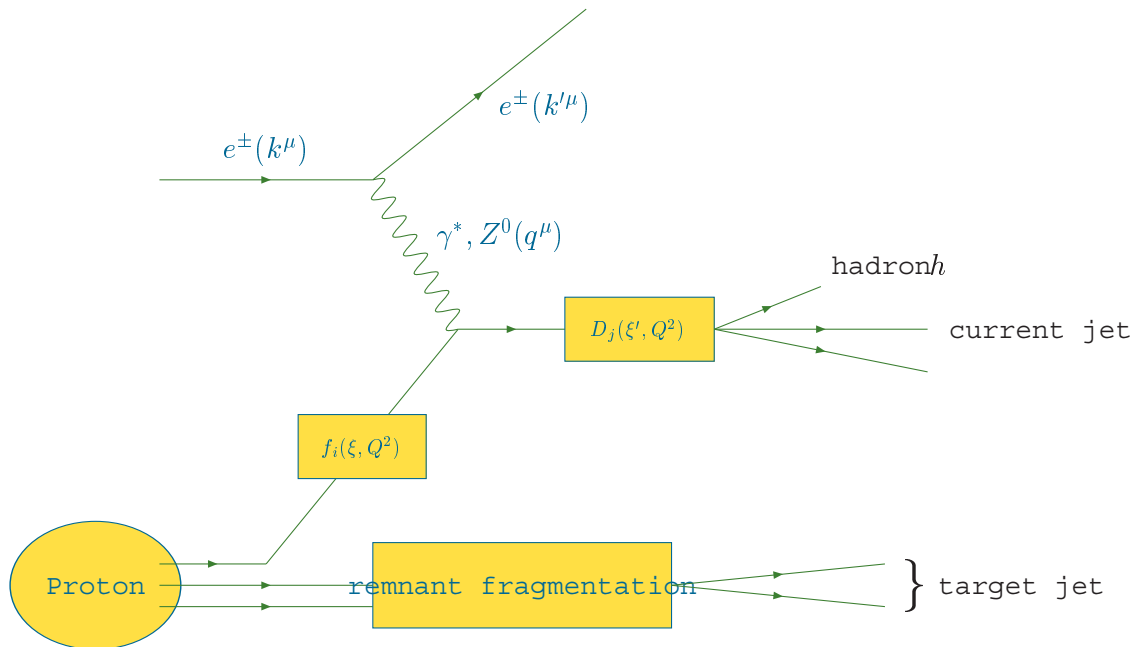 e±(k′μ)
e±(kμ)
γ*, Z0(qμ)
hadronh
Dj(ξ′, Q2)
current jet
fi(ξ, Q2)
Proton
remnant fragmentation
} target jet